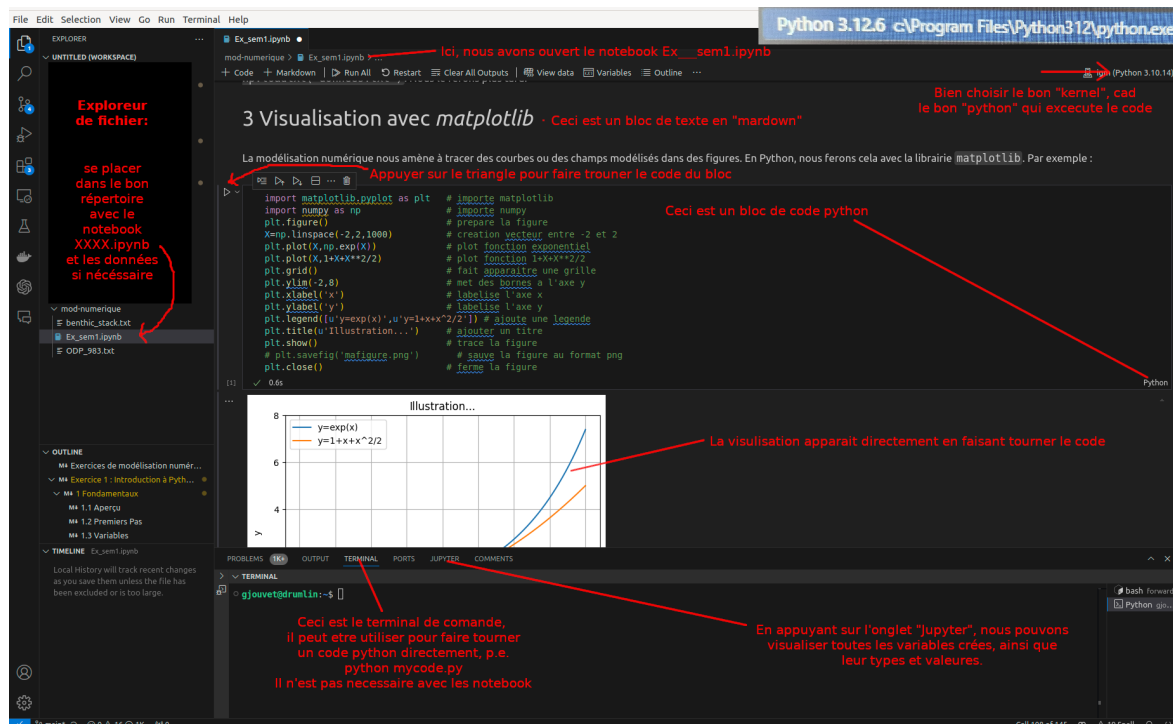 File Edit Selection View Go Run Terminal Help
Python 3.12.6 c:\Program Files\Python312\python.exe
EXPLORER ...
Ex_sem1.ipynb
UNTITLED (WORKSPACE)
mod-numerique > Ex_sem1.ipynb > ...
Ici, nous avons ouvert le notebook Ex___sem1.ipynb
+ Code + Markdown | Run All Restart Clear All Outputs | View data Variables Outline ...
igm (Python 3.10.14)
Bien choisir le bon "kernel", cad
le bon "python" qui excecute le code
Exploreur
de fichier:
se placer
dans le bon
répertoire
avec le
notebook
XXXX.ipynb
et les données
si nécéssaire
mod-numerique
benthic_stack.txt
Ex_sem1.ipynb
ODP_983.txt
3 Visualisation avec matplotlib
Ceci est un bloc de texte en "mardown"
La modélisation numérique nous amène à tracer des courbes ou des champs modélisés dans des figures. En Python, nous ferons cela avec la librairie matplotlib. Par exemple :
Appuyer sur le triangle pour faire trouner le code du bloc
Ceci est un bloc de code python
import matplotlib.pyplot as plt # importe matplotlib
import numpy as np # importe numpy
plt.figure() # prepare la figure
X=np.linspace(-2,2,1000) # creation vecteur entre -2 et 2
plt.plot(X,np.exp(X)) # plot fonction exponentiel
plt.plot(X,1+X+X**2/2) # plot fonction 1+X+X**2/2
plt.grid() # fait apparaitre une grille
plt.ylim(-2,8) # met des bornes a l'axe y
plt.xlabel('x') # labelise l'axe x
plt.ylabel('y') # labelise l'axe y
plt.legend([u'y=exp(x)',u'y=1+x+x^2/2']) # ajoute une legende
plt.title(u'Illustration...') # ajouter un titre
plt.show() # trace la figure
# plt.savefig('mafigure.png') # sauve la figure au format png
plt.close() # ferme la figure
[1] 0.6s
Python
...
Illustration...
8
y=exp(x)
y=1+x+x^2/2
6
4
y
La visulisation apparait directement en faisant tourner le code
OUTLINE
M+ Exercices de modélisation numér...
M+ Exercice 1 : Introduction à Pyth...
M+ 1 Fondamentaux
M+ 1.1 Aperçu
M+ 1.2 Premiers Pas
M+ 1.3 Variables
TIMELINE Ex_sem1.ipynb
Local History will track recent changes
as you save them unless the file has
been excluded or is too large.
PROBLEMS 1K+ OUTPUT TERMINAL PORTS JUPYTER COMMENTS
TERMINAL
gjouvet@drumlin:~$
bash forward
Python gjo...
Ceci est le terminal de comande,
il peut etre utiliser pour faire tourner
un code python directement, p.e.
python mycode.py
Il n'est pas necessaire avec les notebook
En appuyant sur l'onglet "Jupyter", nous pouvons
visualiser toutes les variables crées, ainsi que
leur types et valeures.